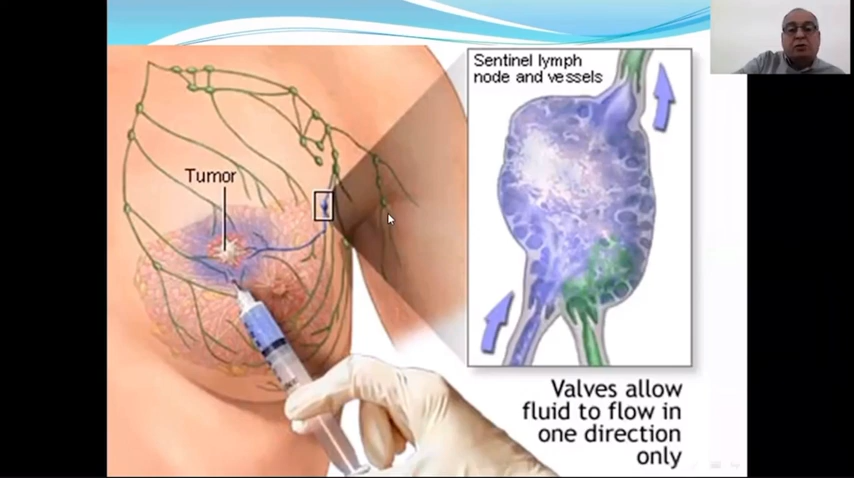 Sentinel lymph
node and vessels
Tumor
Valves allow
fluid to flow in
one direction
only